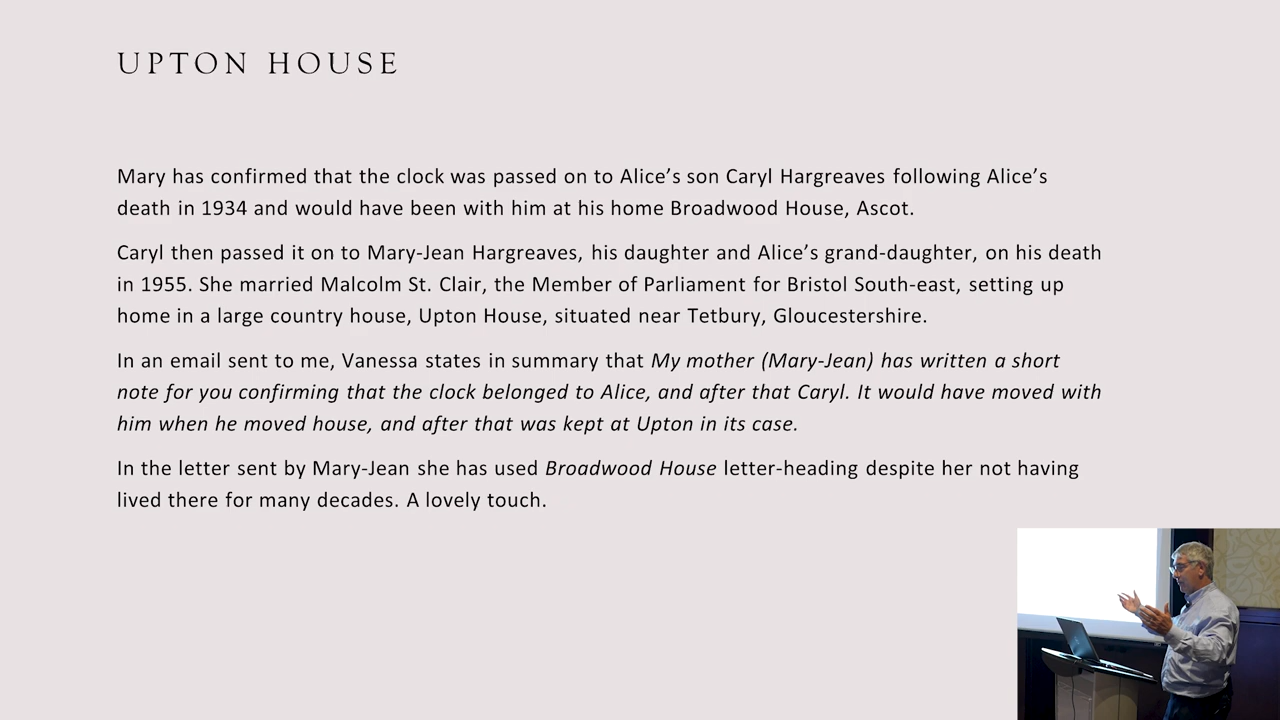 UPTON HOUSE
Mary has confirmed that the clock was passed on to Alice’s son Caryl Hargreaves following Alice’s
death in 1934 and would have been with him at his home Broadwood House, Ascot.
Caryl then passed it on to Mary-Jean Hargreaves, his daughter and Alice’s grand-daughter, on his death
in 1955. She married Malcolm St. Clair, the Member of Parliament for Bristol South-east, setting up
home in a large country house, Upton House, situated near Tetbury, Gloucestershire.
In an email sent to me, Vanessa states in summary that My mother (Mary-Jean) has written a short
note for you confirming that the clock belonged to Alice, and after that Caryl. It would have moved with
him when he moved house, and after that was kept at Upton in its case.
In the letter sent by Mary-Jean she has used Broadwood House letter-heading despite her not having
lived there for many decades. A lovely touch.